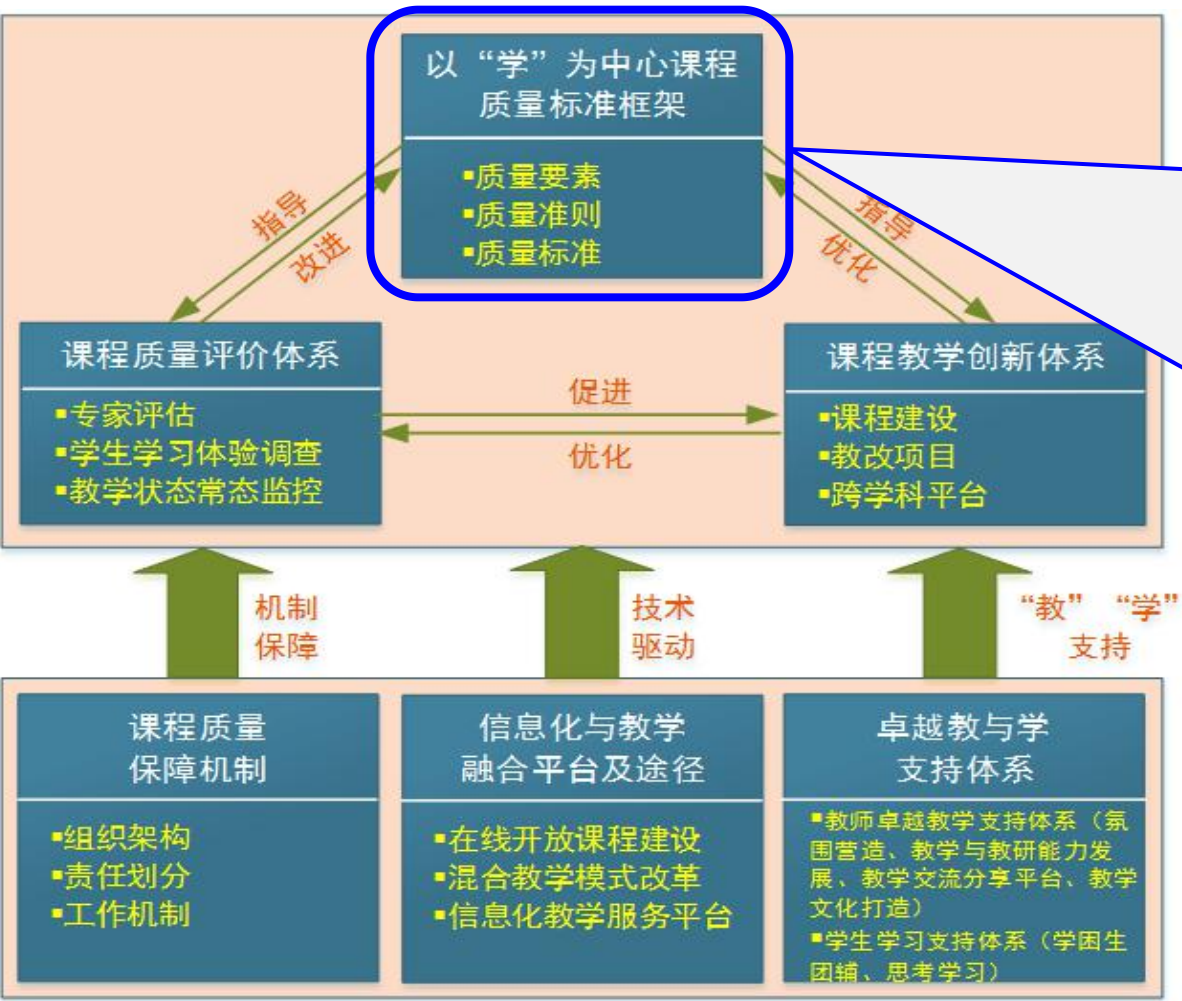 以“学”为中心课程
质量标准框架
▪质量要素
▪质量准则
▪质量标准
指导
改进
指导
优化
课程质量评价体系
▪专家评估
▪学生学习体验调查
▪教学状态常态监控
促进
优化
课程教学创新体系
▪课程建设
▪教改项目
▪跨学科平台
机制
保障
技术
驱动
“教”“学”
支持
课程质量
保障机制
▪组织架构
▪责任划分
▪工作机制
信息化与教学
融合平台及途径
▪在线开放课程建设
▪混合教学模式改革
▪信息化教学服务平台
卓越教与学
支持体系
▪教师卓越教学支持体系（氛
围营造、教学与教研能力发
展、教学交流分享平台、教学
文化打造）
▪学生学习支持体系（学困生
团辅、思考学习）